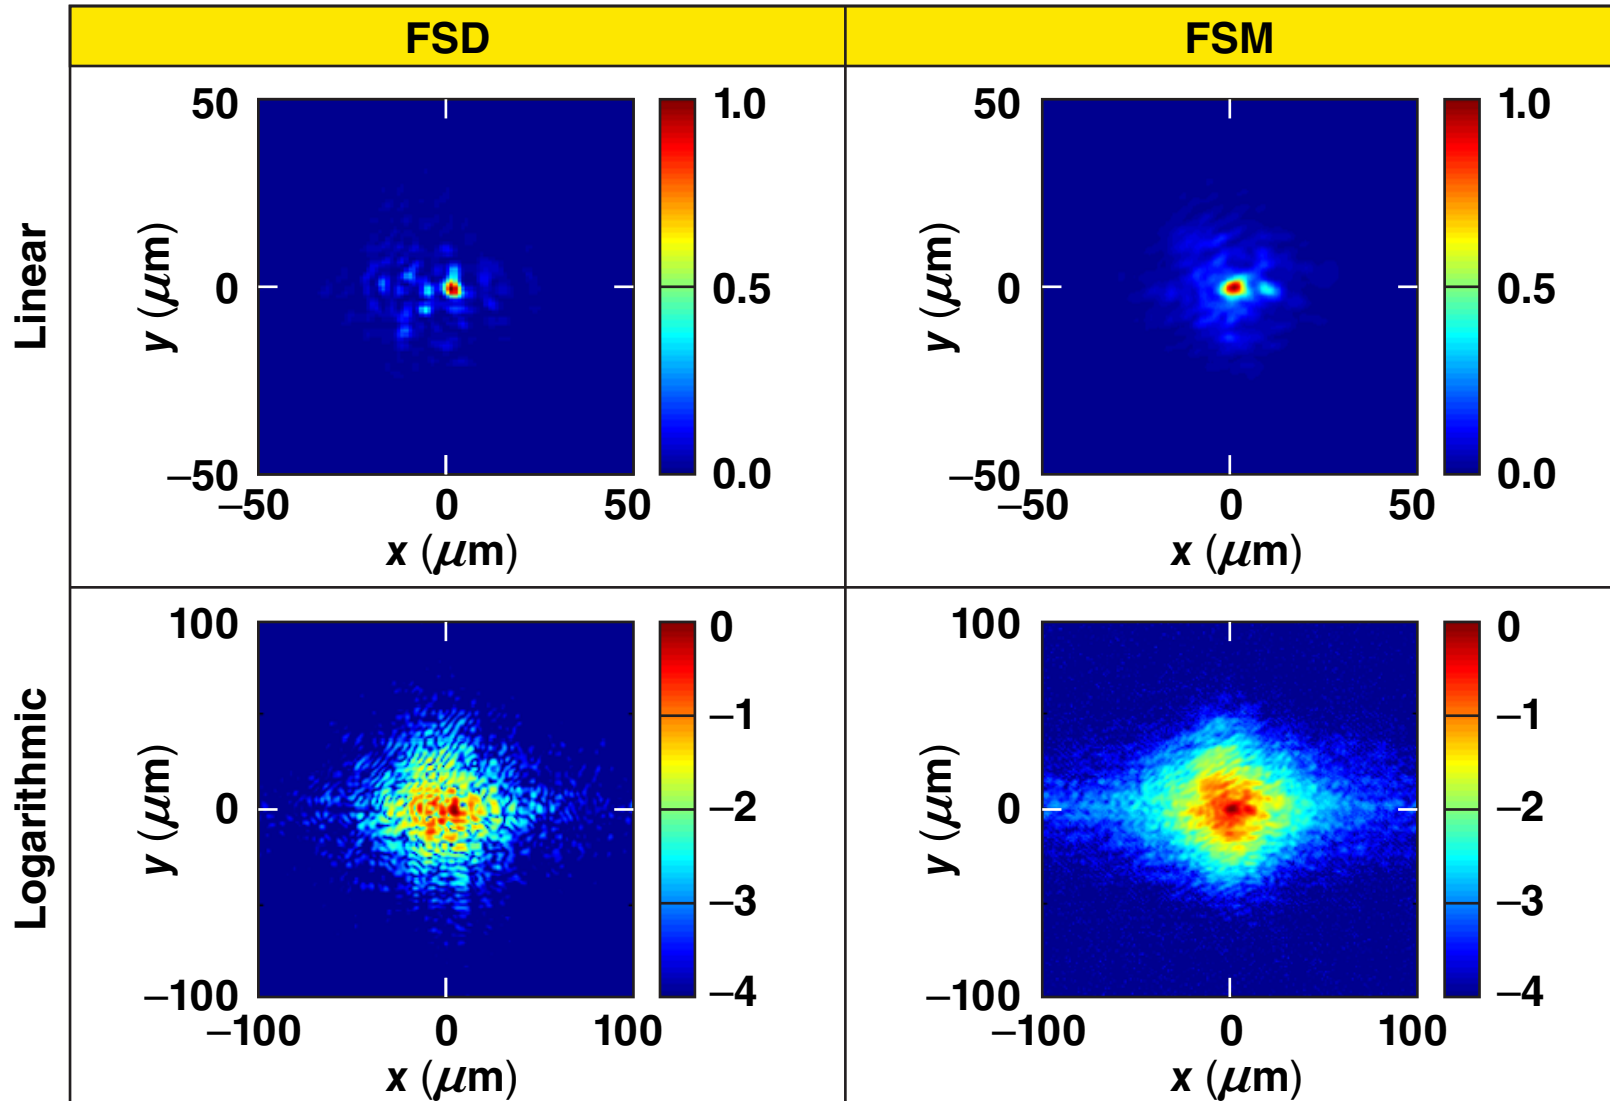 FSD FSM
Linear
50 1.0 50 1.0
y (μm) 0 0.5 y (μm) 0 0.5
–50 0.0 –50 0.0
–50 0 50 –50 0 50
x (μm) x (μm)
Logarithmic
100 0 100 0
–1 –1
y (μm) 0 –2 y (μm) 0 –2
–3 –3
–100 –4 –100 –4
–100 0 100 –100 0 100
x (μm) x (μm)